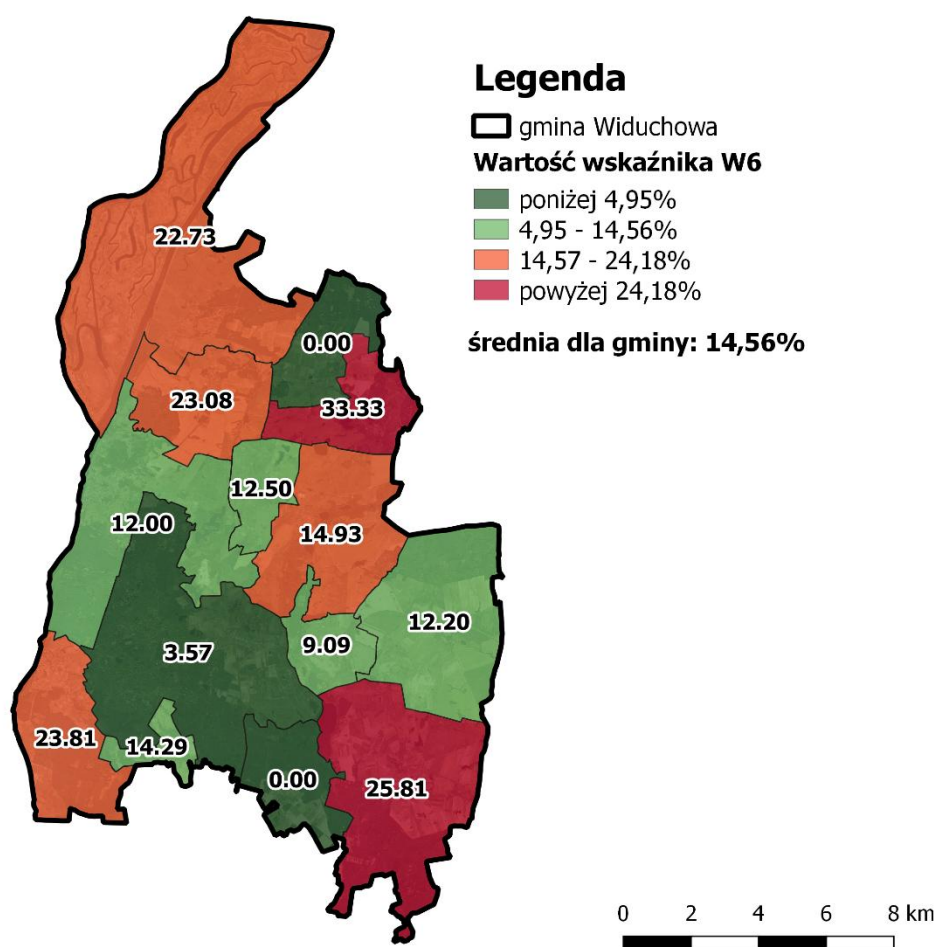 Legenda
gmina Widuchowa
Wartość wskaźnika W6
poniżej 4,95%
4,95 - 14,56%
14,57 - 24,18%
powyżej 24,18%
średnia dla gminy: 14,56%
22.73
0.00
23.08
33.33
12.50
12.00
14.93
12.20
9.09
3.57
23.81
14.29
0.00
25.81
0 2 4 6 8 km